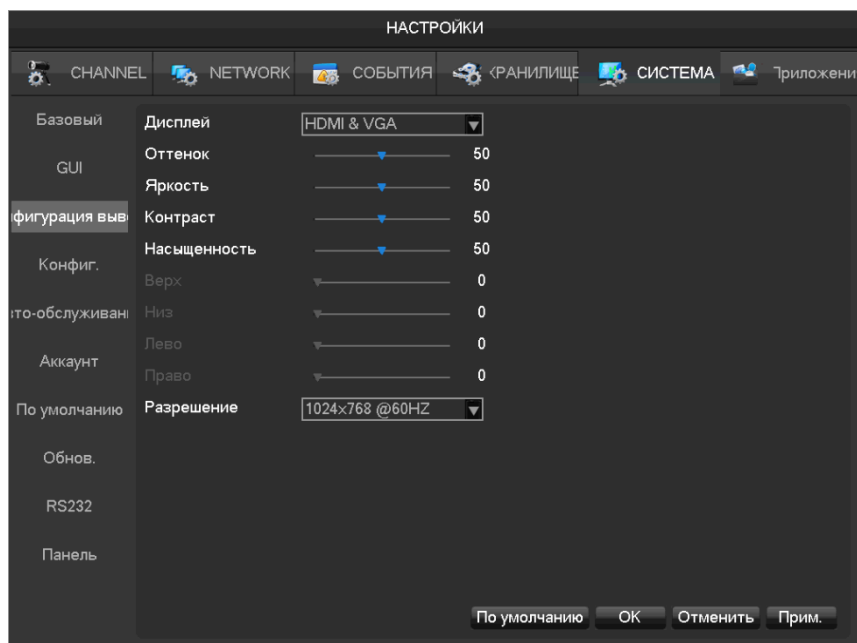 НАСТРОЙКИ
CHANNEL NETWORK СОБЫТИЯ ХРАНИЛИЩЕ СИСТЕМА Приложени
Базовый
GUI
фигурация выв
Конфиг.
то-обслуживан
Аккаунт
По умолчанию
Обнов.
RS232
Панель
Дисплей HDMI & VGA
Оттенок 50
Яркость 50
Контраст 50
Насыщенность 50
Верх 0
Низ 0
Лево 0
Право 0
Разрешение 1024x768 @60HZ
По умолчанию OK Отменить Прим.